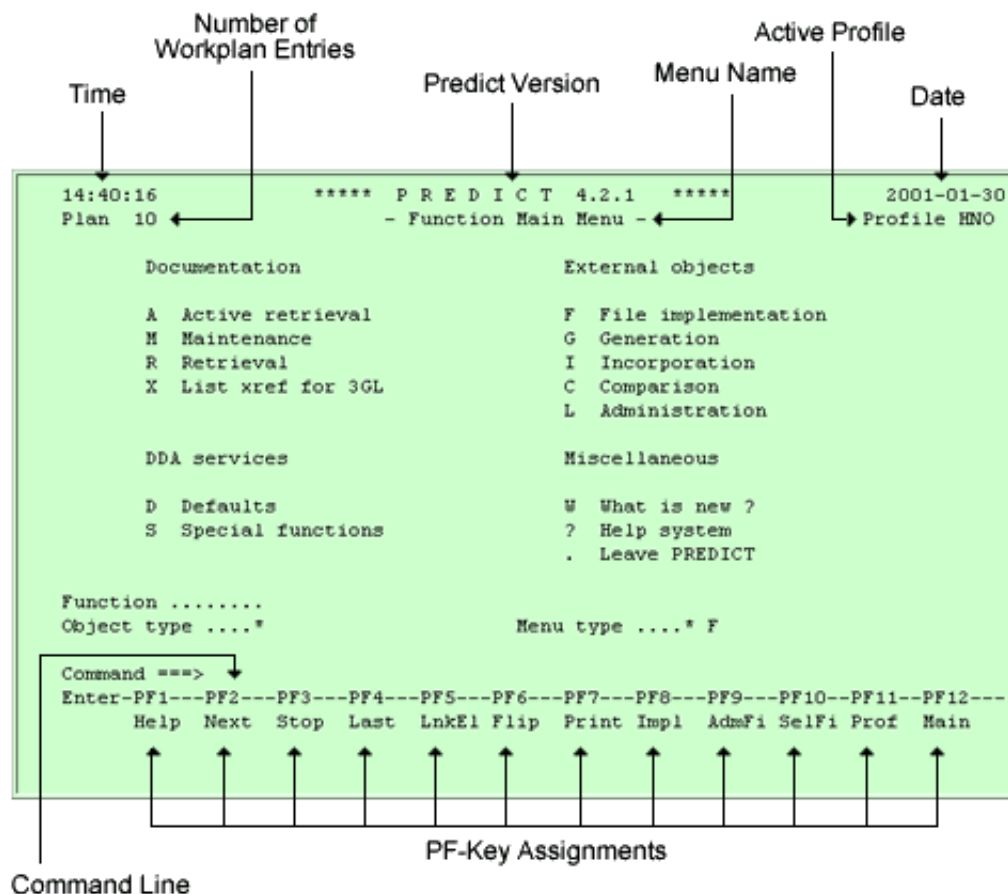 Number of
Workplan Entries
Active Profile
Time
Predict Version
Menu Name
Date
14:40:16 ***** P R E D I C T 4.2.1 ***** 2001-01-30
Plan 10 - Function Main Menu - Profile HNO
Documentation External objects
A Active retrieval F File implementation
M Maintenance G Generation
R Retrieval I Incorporation
X List xref for 3GL C Comparison
L Administration
DDA services Miscellaneous
D Defaults W What is new ?
S Special functions ? Help system
. Leave PREDICT
Function ........
Object type ....* Menu type ....* F
Command ===>
Enter-PF1---PF2---PF3---PF4---PF5---PF6---PF7---PF8---PF9---PF10--PF11--PF12---
Help Next Stop Last LnkEl Flip Print Impl AdmFi SelFi Prof Main
PF-Key Assignments
Command Line